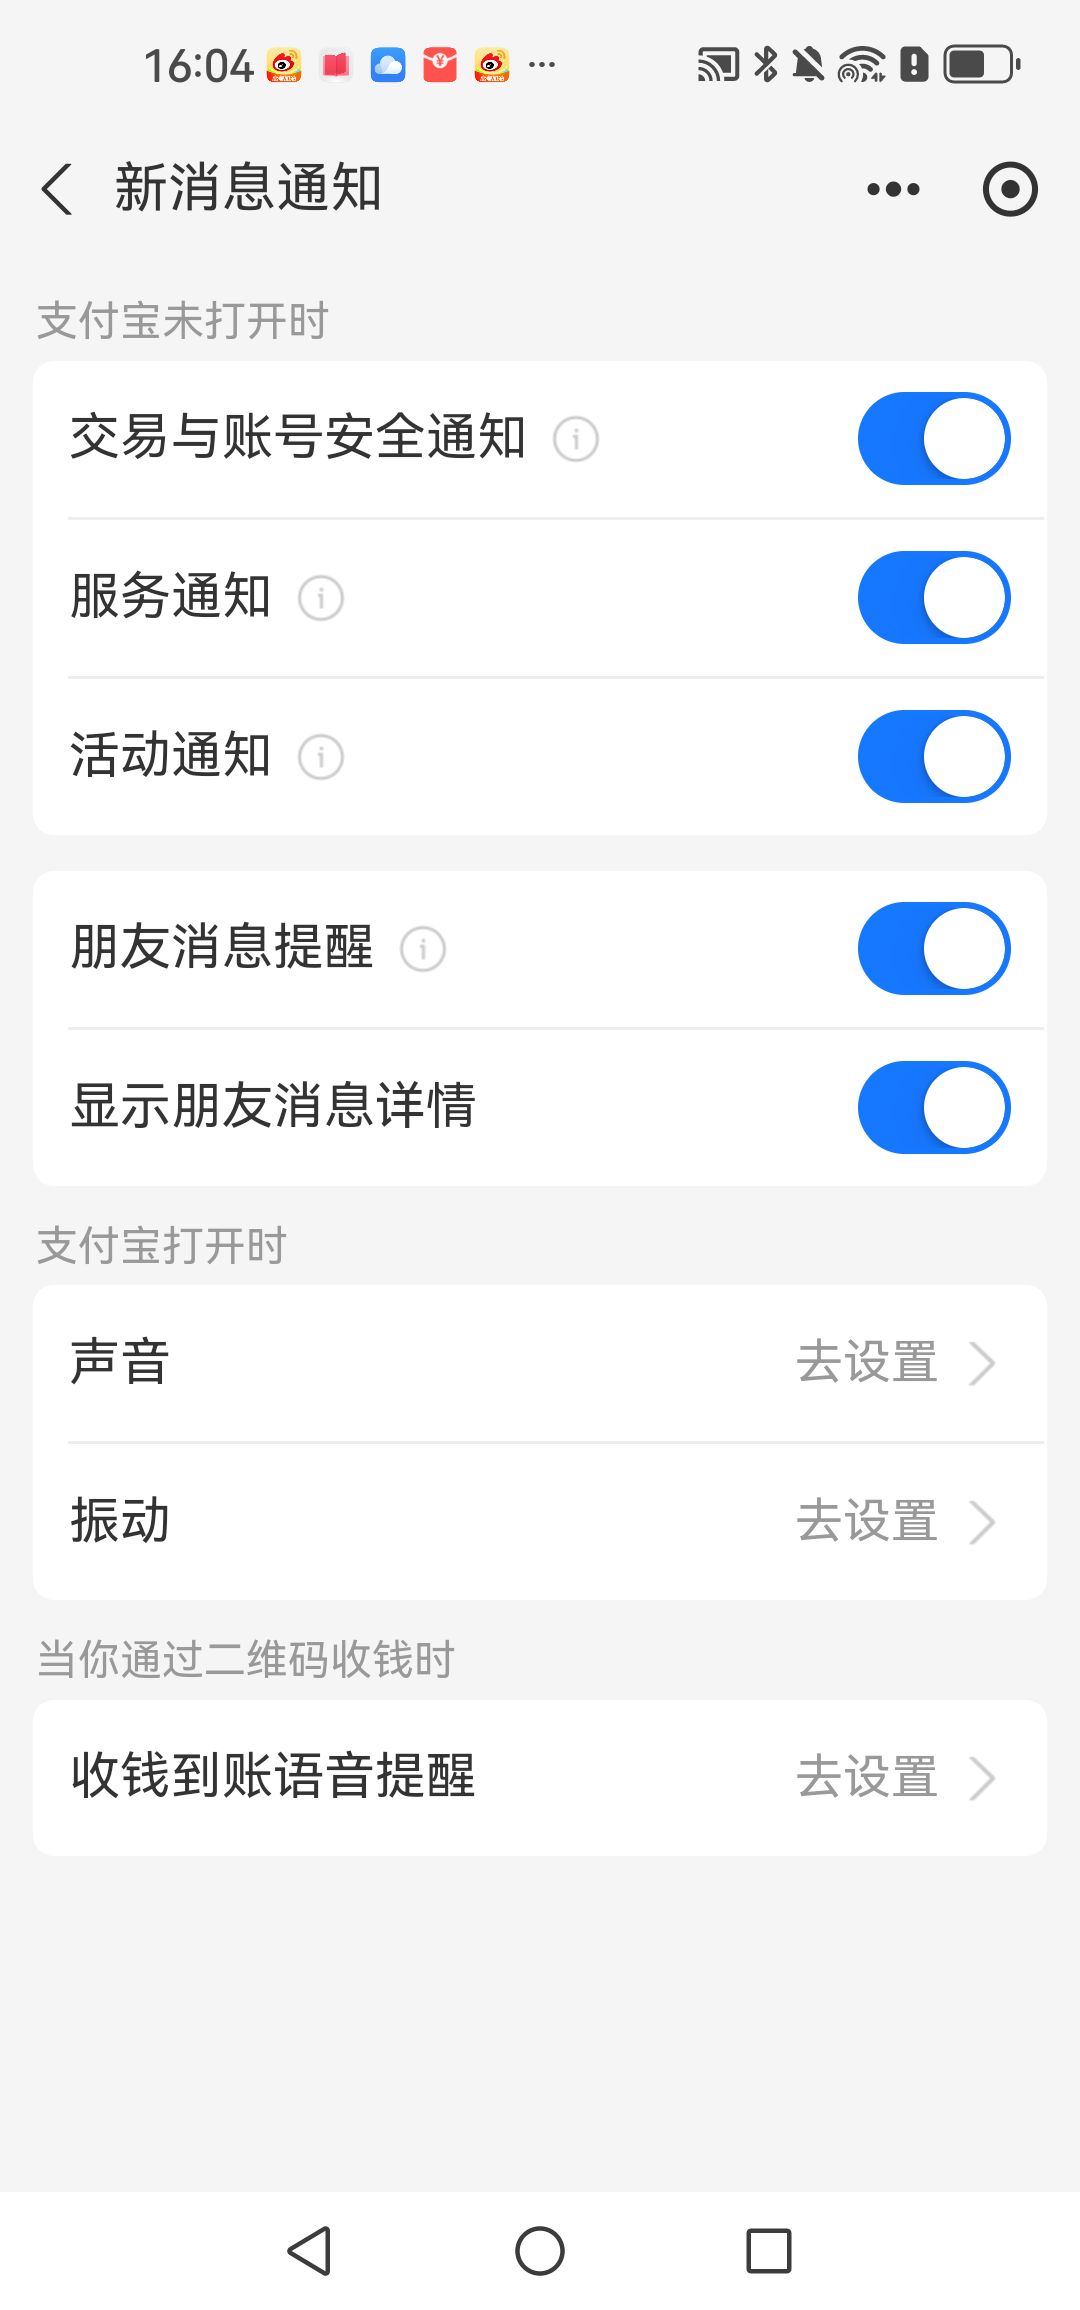 16:04
新消息通知
支付宝未打开时
交易与账号安全通知
服务通知
活动通知
朋友消息提醒
显示朋友消息详情
支付宝打开时
声音 去设置
振动 去设置
当你通过二维码收钱时
收钱到账语音提醒 去设置